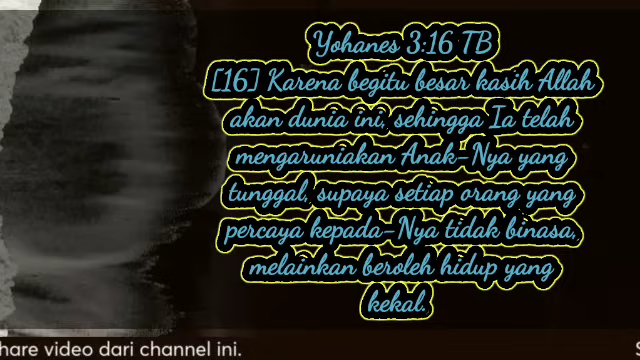 Yohanes 3:16 TB
[16] Karena begitu besar kasih Allah
akan dunia ini, sehingga Ia telah
mengaruniakan Anak-Nya yang
tunggal, supaya setiap orang yang
percaya kepada-Nya tidak binasa,
melainkan beroleh hidup yang
kekal.
video dari channel ini.